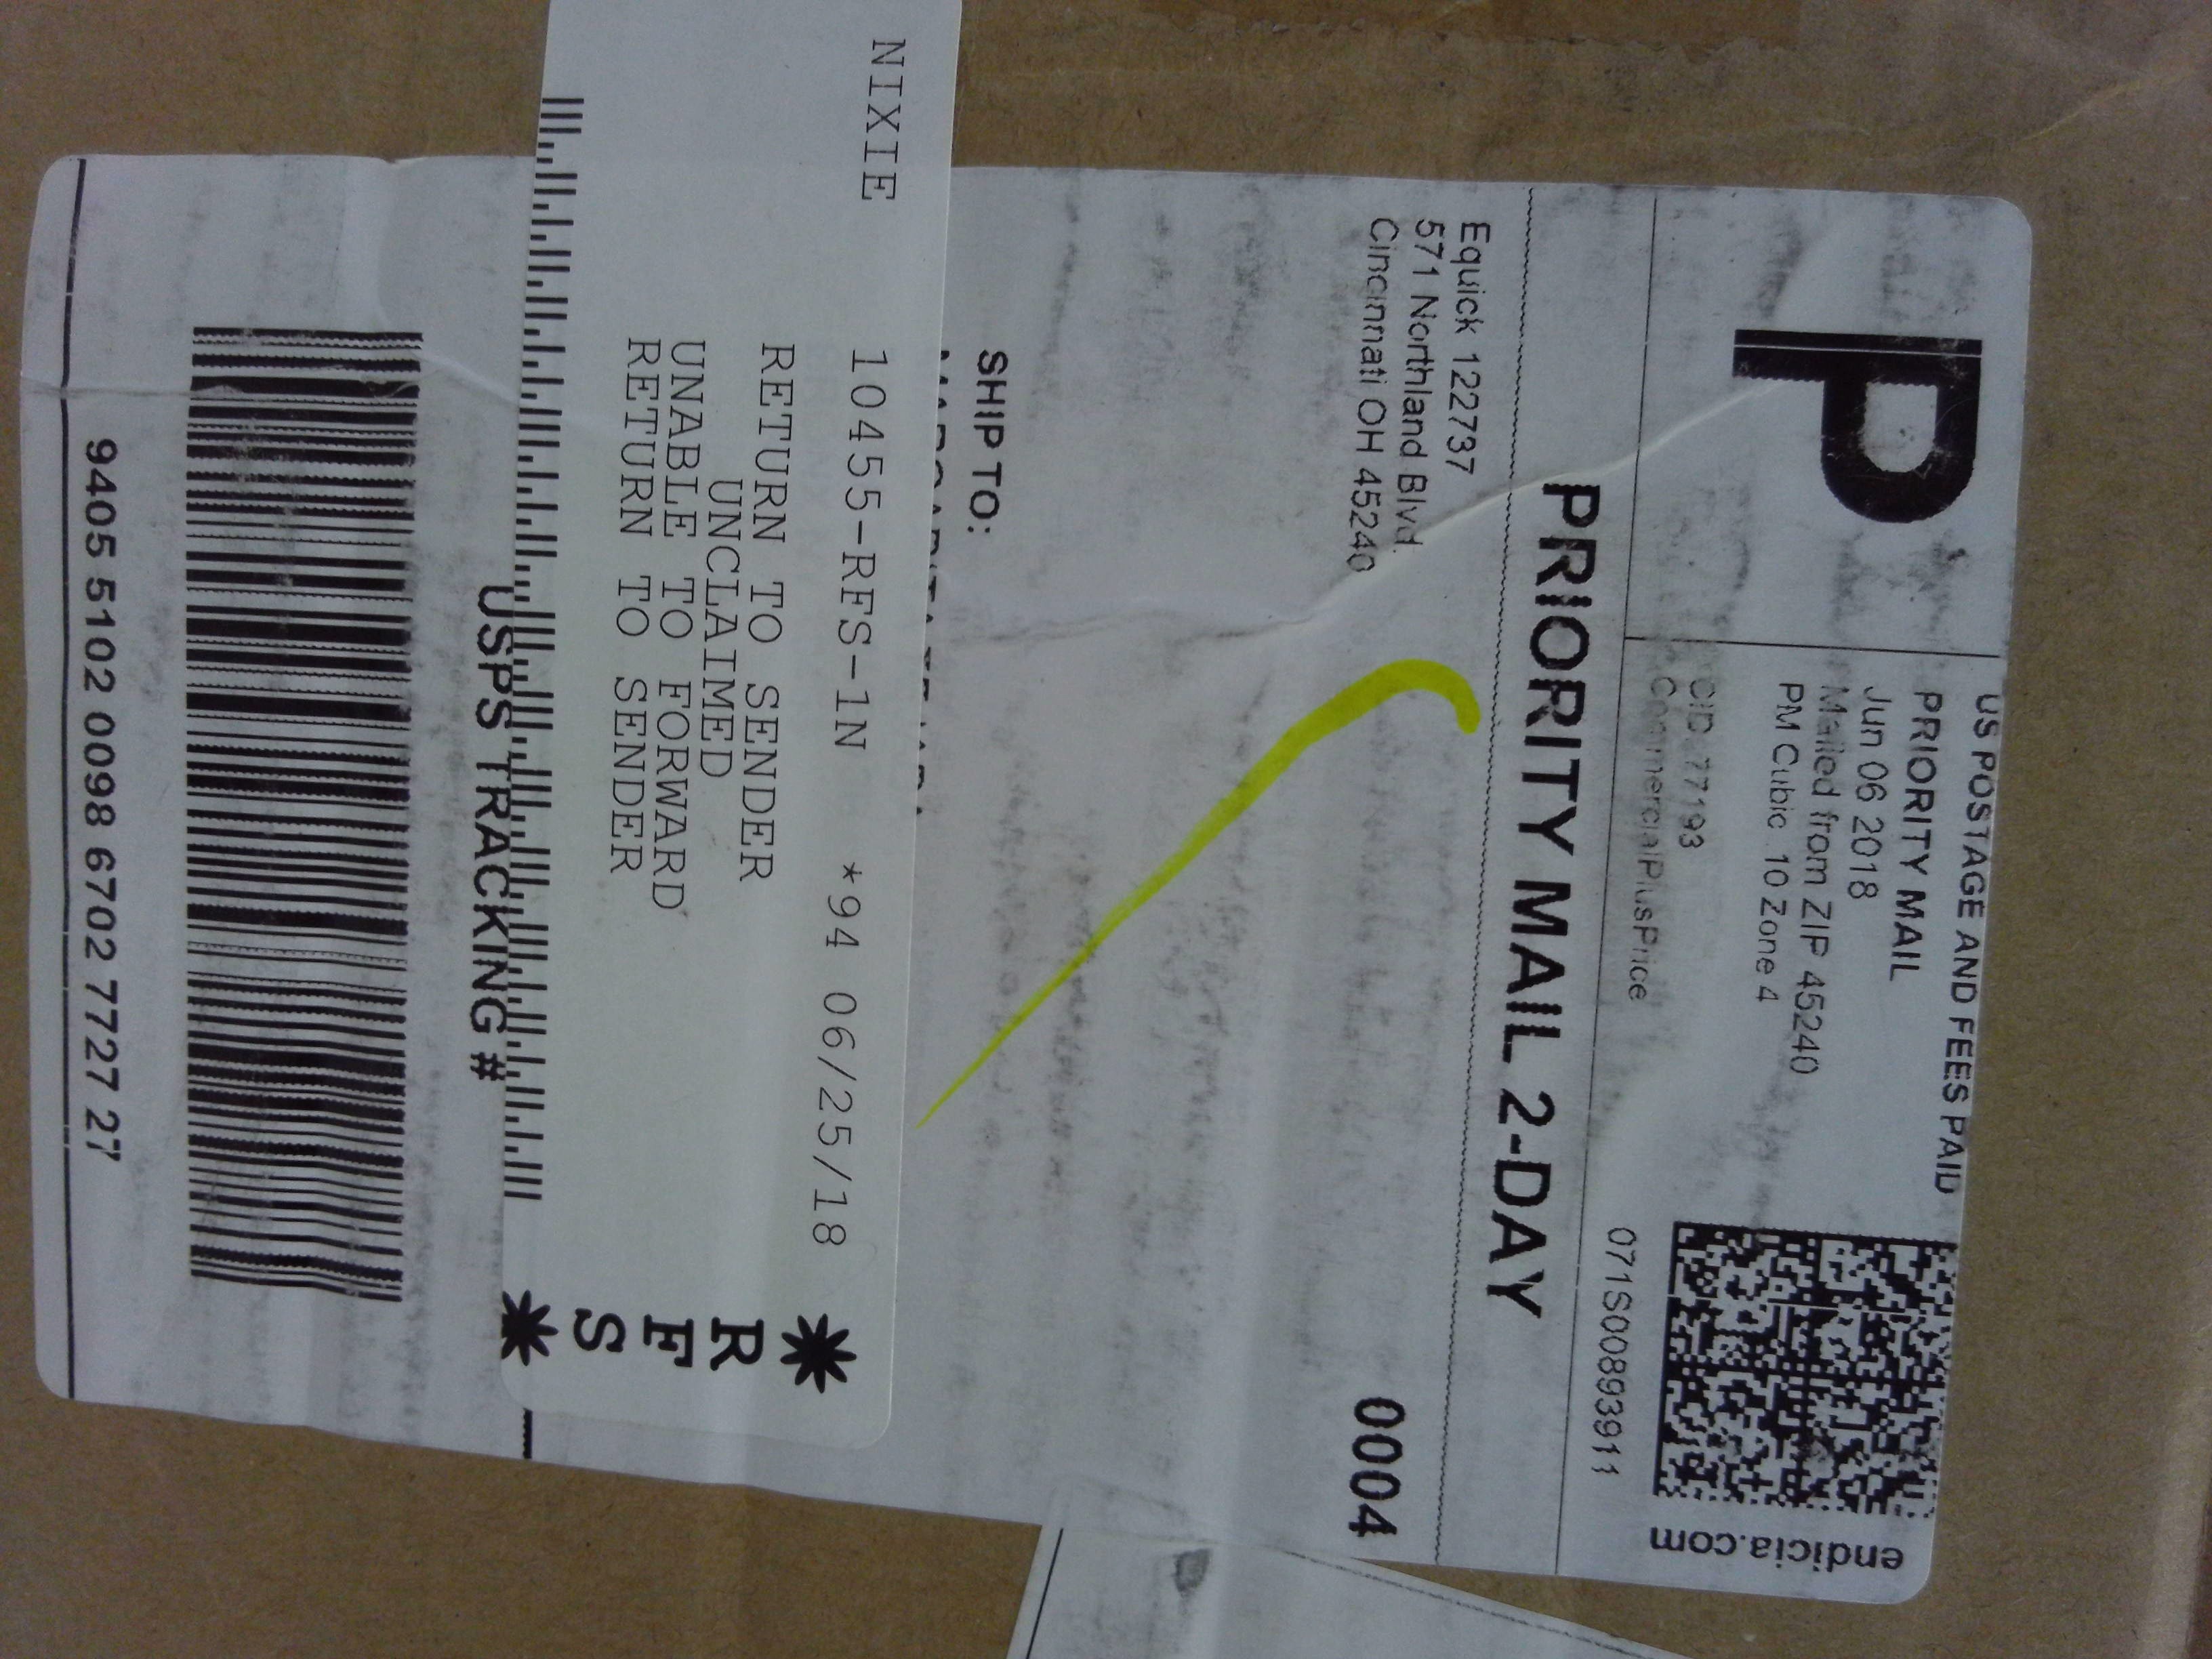 P
US POSTAGE AND FEES PAID
PRIORITY MAIL
Jun 06 2018
Mailed from ZIP 45240
PM Cubic .10 Zone 4
CID 77193
CommercialPlusPrice
endicia.com
071S00893911
PRIORITY MAIL 2-DAY
Equick 122737
571 Northland Blvd.
Cincinnati OH 45240
0004
SHIP TO:
NIXIE 10455-RFS-1N *94 06/25/18
RETURN TO SENDER
UNCLAIMED
UNABLE TO FORWARD
RETURN TO SENDER
* R F S *
USPS TRACKING #
9405 5102 0098 6702 7727 27